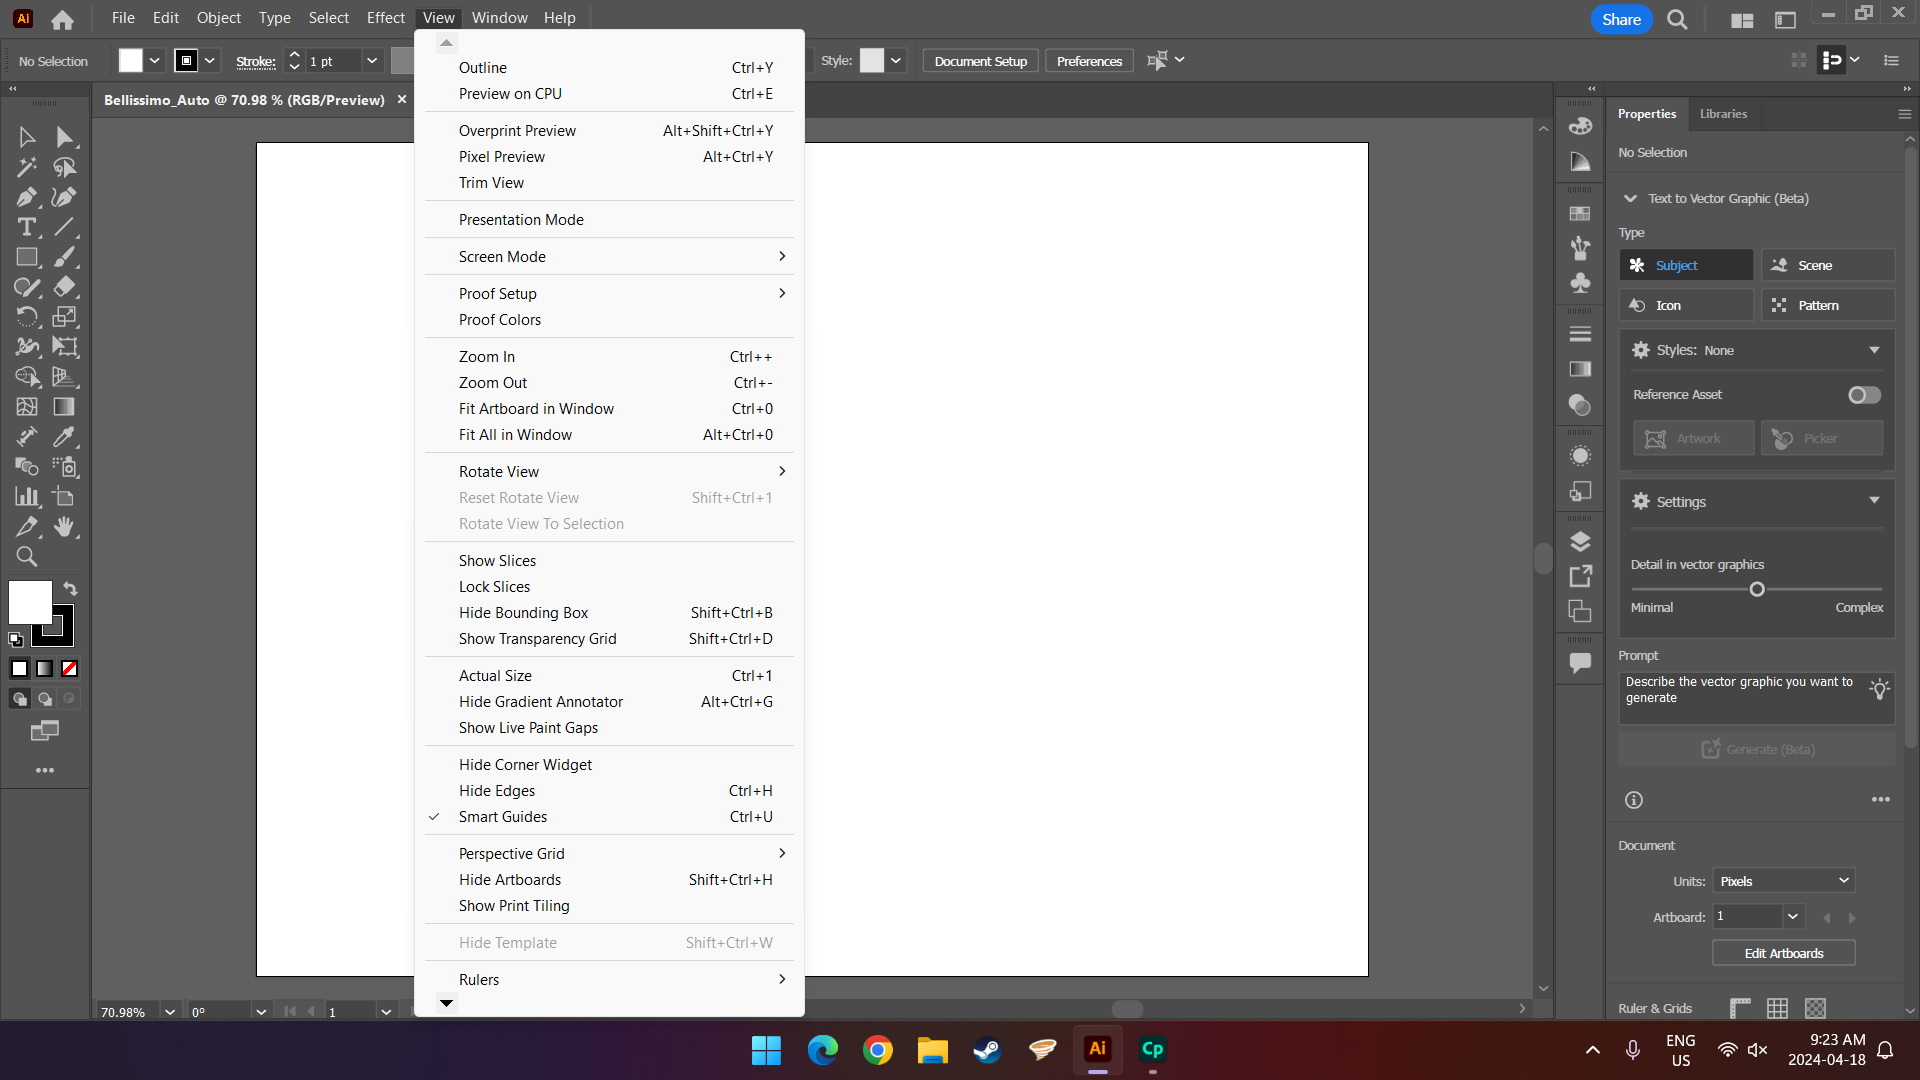 Ai
File
Edit
Object
Type
Select
Effect
View
Window
Help
Share
No Selection
Stroke:
1 pt
Style:
Document Setup
Preferences
Bellissimo_Auto @ 70.98 % (RGB/Preview)
Outline Ctrl+Y
Preview on CPU Ctrl+E
Overprint Preview Alt+Shift+Ctrl+Y
Pixel Preview Alt+Ctrl+Y
Trim View
Presentation Mode
Screen Mode
Proof Setup
Proof Colors
Zoom In Ctrl++
Zoom Out Ctrl+-
Fit Artboard in Window Ctrl+0
Fit All in Window Alt+Ctrl+0
Rotate View
Reset Rotate View Shift+Ctrl+1
Rotate View To Selection
Show Slices
Lock Slices
Hide Bounding Box Shift+Ctrl+B
Show Transparency Grid Shift+Ctrl+D
Actual Size Ctrl+1
Hide Gradient Annotator Alt+Ctrl+G
Show Live Paint Gaps
Hide Corner Widget
Hide Edges Ctrl+H
Smart Guides Ctrl+U
Perspective Grid
Hide Artboards Shift+Ctrl+H
Show Print Tiling
Hide Template Shift+Ctrl+W
Rulers
70.98%
0°
1
Properties
Libraries
No Selection
Text to Vector Graphic (Beta)
Type
Subject
Scene
Icon
Pattern
Styles: None
Reference Asset
Artwork
Picker
Settings
Detail in vector graphics
Minimal
Complex
Prompt
Describe the vector graphic you want to
generate
Generate (Beta)
Document
Units: Pixels
Artboard: 1
Edit Artboards
Ruler & Grids
Ai
Cp
ENG
US
9:23 AM
2024-04-18